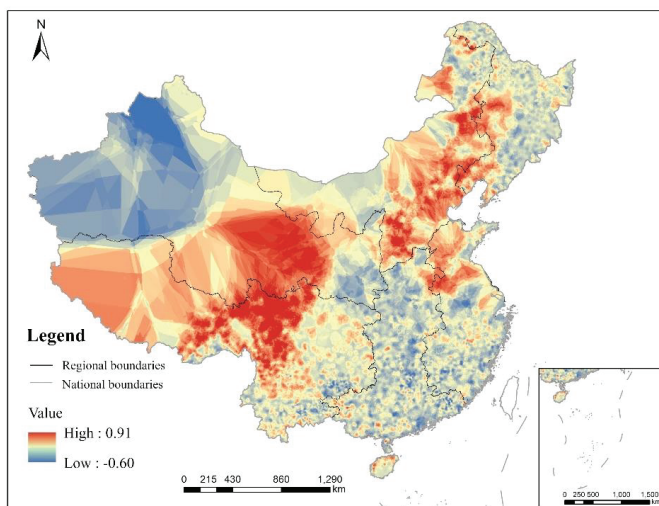 N
Legend
Regional boundaries
National boundaries
Value
High : 0.91
Low : -0.60
0 215 430 860 1,290
km
0 250 500 1,000 1,500
km